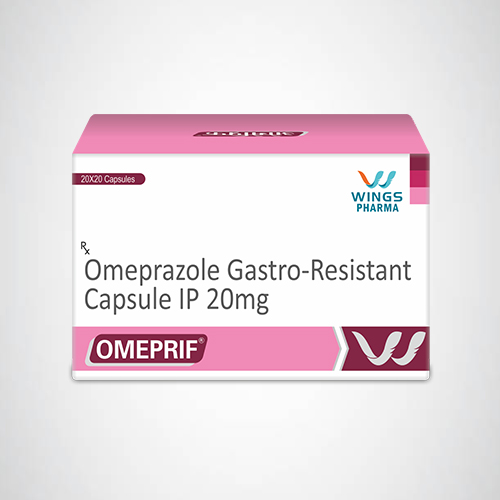 20X20 Capsules
WINGS
PHARMA
Rx
Omeprazole Gastro-Resistant
Capsule IP 20mg
OMEPRIF®